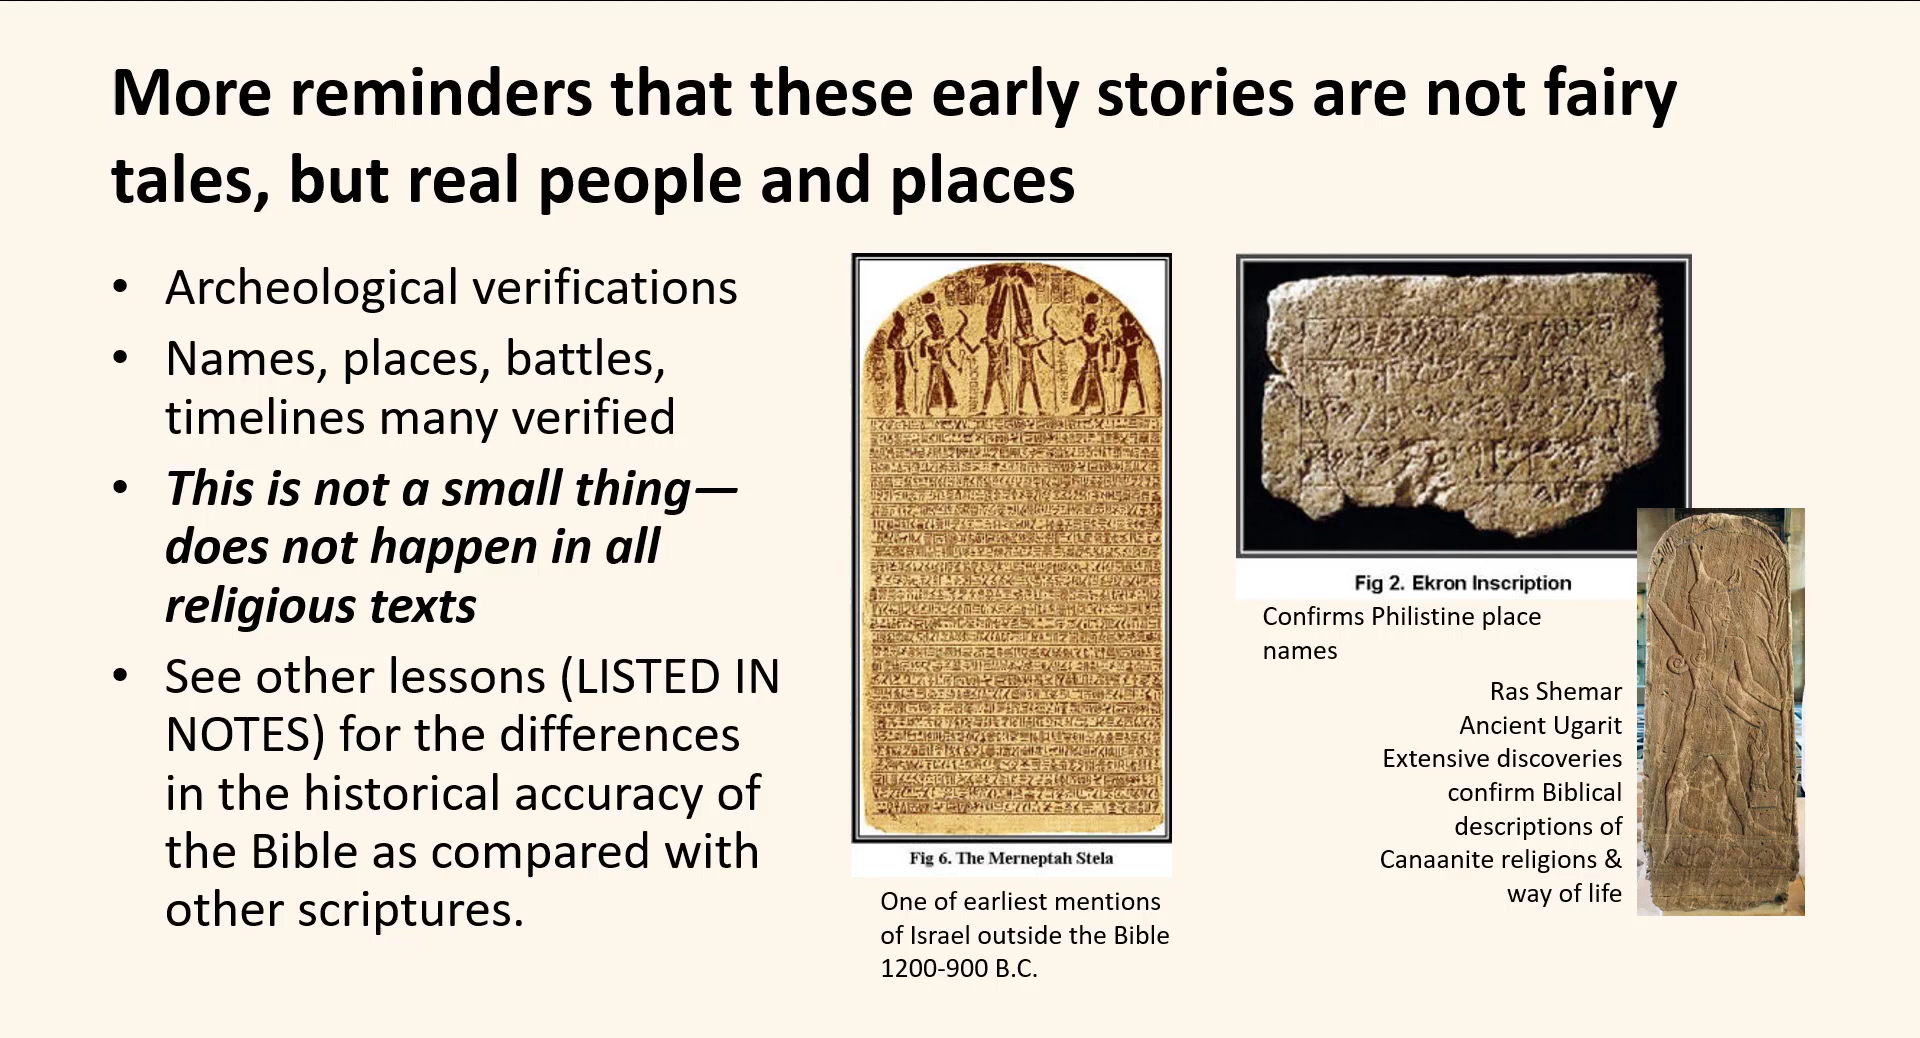 More reminders that these early stories are not fairy
tales, but real people and places
• Archeological verifications
• Names, places, battles,
timelines many verified
• This is not a small thing—
does not happen in all
religious texts
• See other lessons (LISTED IN
NOTES) for the differences
in the historical accuracy of
the Bible as compared with
other scriptures.
Fig 6. The Merneptah Stela
One of earliest mentions
of Israel outside the Bible
1200-900 B.C.
Fig 2. Ekron Inscription
Confirms Philistine place
names
Ras Shemar
Ancient Ugarit
Extensive discoveries
confirm Biblical
descriptions of
Canaanite religions &
way of life